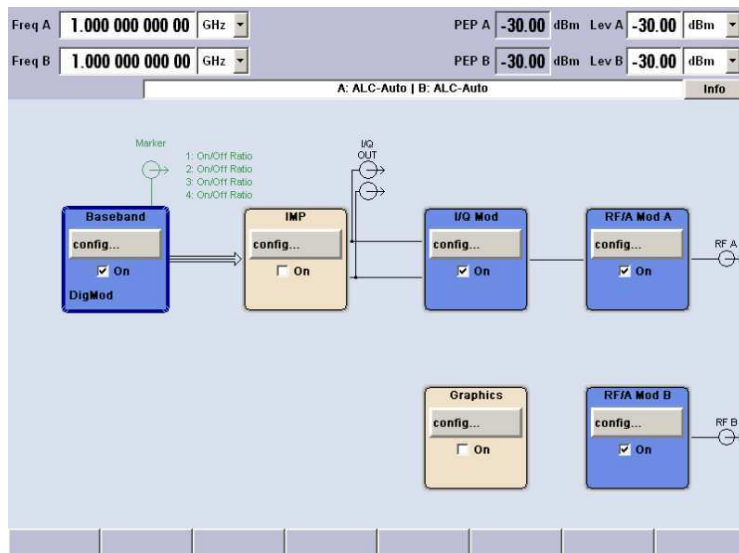 Freq A 1.000 000 000 00 GHz PEP A -30.00 dBm Lev A -30.00 dBm
Freq B 1.000 000 000 00 GHz PEP B -30.00 dBm Lev B -30.00 dBm
A: ALC-Auto | B: ALC-Auto Info
Marker
1: On/Off Ratio
2: On/Off Ratio
3: On/Off Ratio
4: On/Off Ratio
I/Q
OUT
Baseband
config...
On
DigMod
IMP
config...
On
I/Q Mod
config...
On
RF/A Mod A
config...
On
RF A
Graphics
config...
On
RF/A Mod B
config...
On
RF B